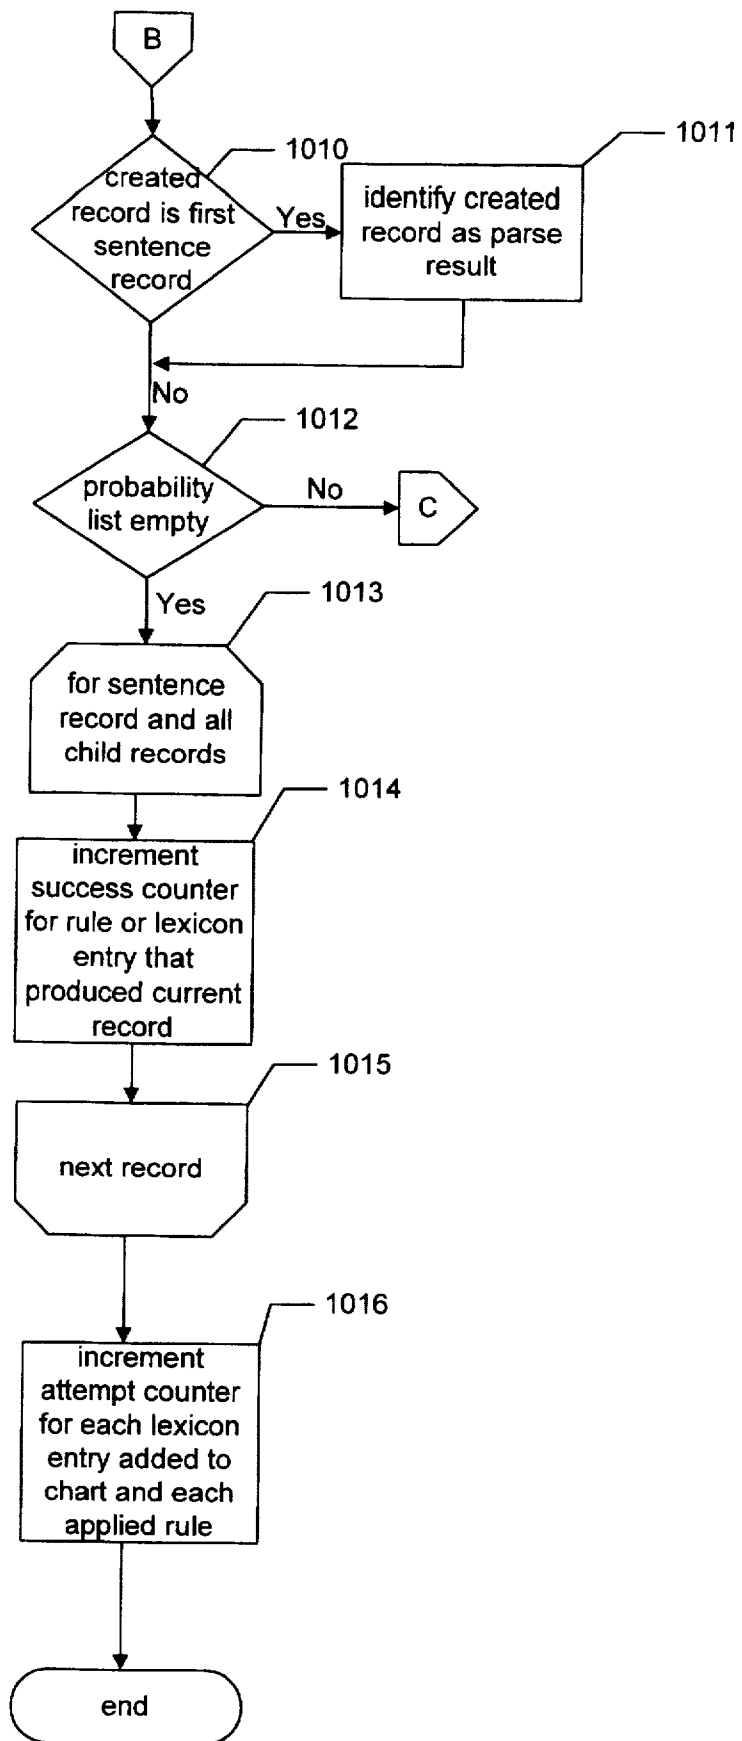 B
1010
created
record is first
sentence
record
Yes
1011
identify created
record as parse
result
No
1012
probability
list empty
No
C
Yes
1013
for sentence
record and all
child records
1014
increment
success counter
for rule or lexicon
entry that
produced current
record
1015
next record
1016
increment
attempt counter
for each lexicon
entry added to
chart and each
applied rule
end